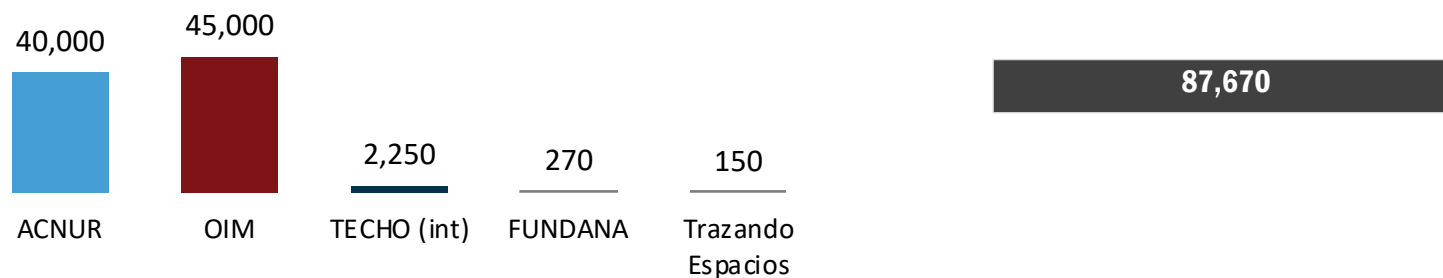 40,000
45,000
2,250
270
150
ACNUR
OIM
TECHO (int)
FUNDANA
Trazando
Espacios
87,670